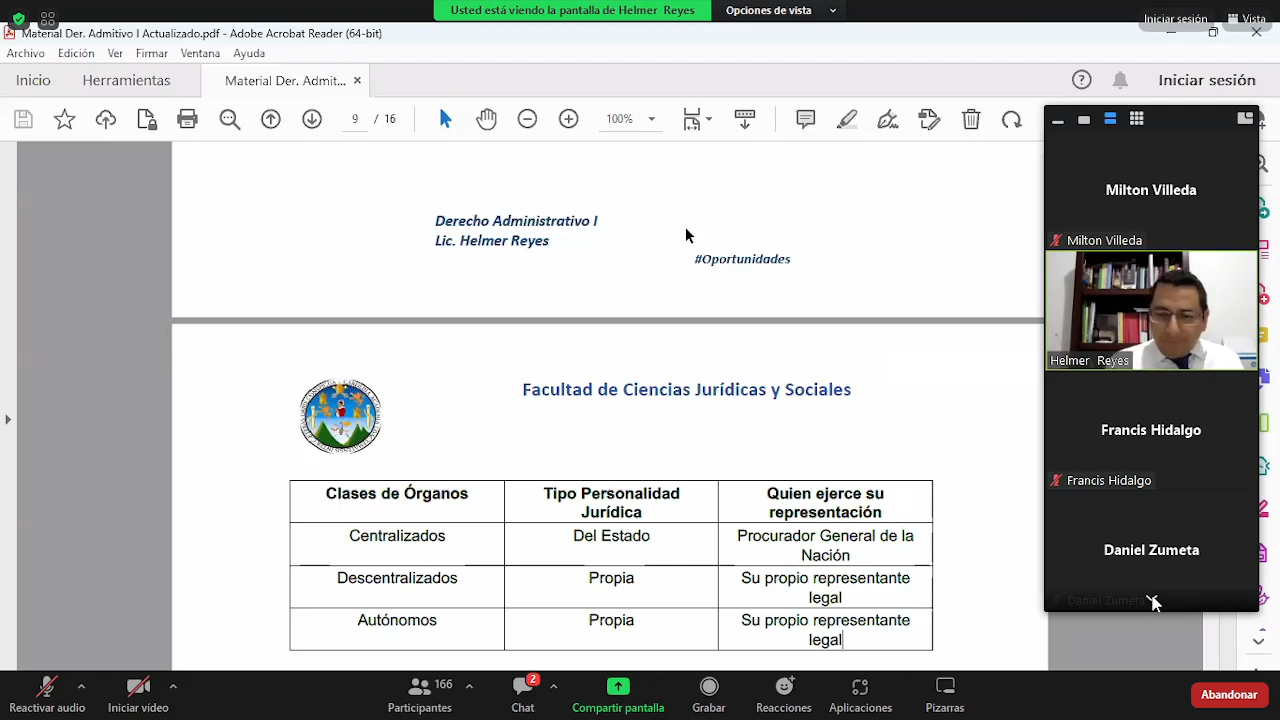 Usted está viendo la pantalla de Helmer Reyes
Opciones de vista
Iniciar sesión
Vista
Material Der. Admitivo I Actualizado.pdf - Adobe Acrobat Reader (64-bit)
Archivo Edición Ver Firmar Ventana Ayuda
Inicio Herramientas Material Der. Admit... Iniciar sesión
9 / 16 100%
Derecho Administrativo I
Lic. Helmer Reyes
#Oportunidades
Facultad de Ciencias Jurídicas y Sociales
Clases de Órganos
Tipo Personalidad
Jurídica
Quien ejerce su
representación
Centralizados
Del Estado
Procurador General de la
Nación
Descentralizados
Propia
Su propio representante
legal
Autónomos
Propia
Su propio representante
legal
Milton Villeda
Milton Villeda
Helmer Reyes
Francis Hidalgo
Francis Hidalgo
Daniel Zumeta
Daniel Zumeta
Reactivar audio
Iniciar vídeo
166
Participantes
2
Chat
Compartir pantalla
Grabar
Reacciones
Aplicaciones
Pizarras
Abandonar